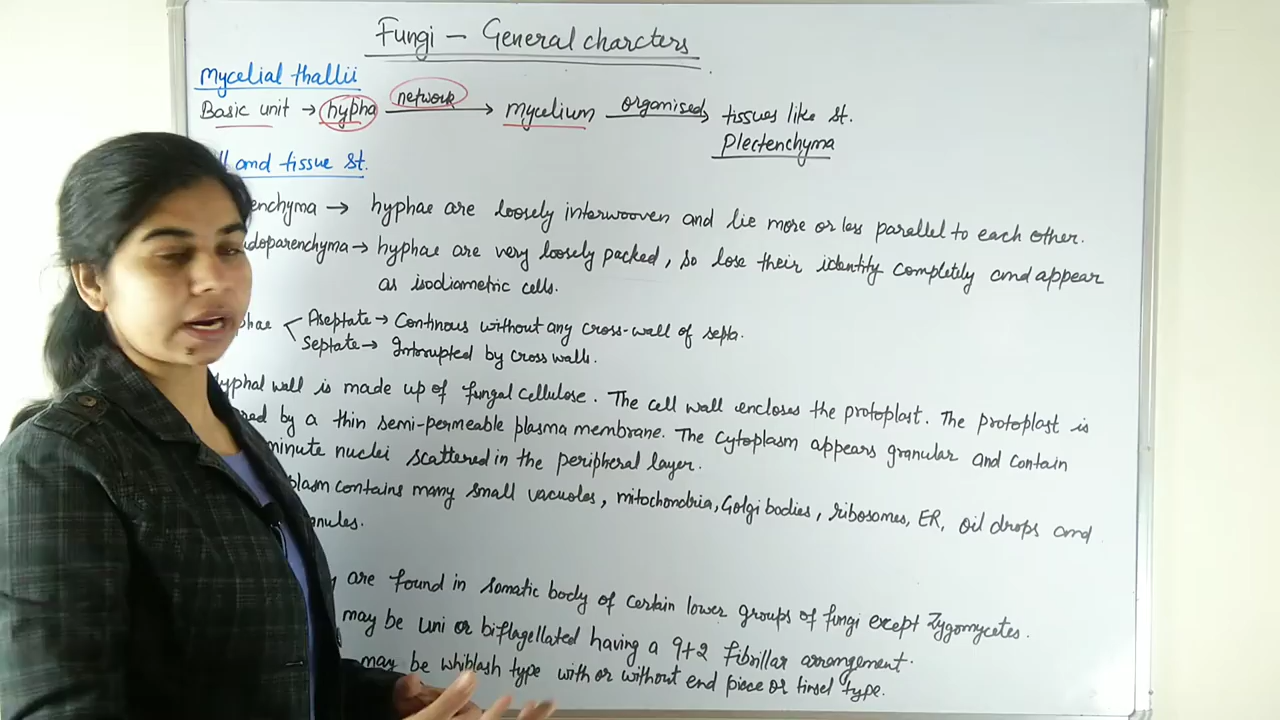 Fungi – General charcters
Mycelial thallii
Basic unit → hypha network → mycelium organised → tissues like st.
Plectenchyma
and tissue st.
enchyma → hyphae are loosely interwooven and lie more or less parallel to each other.
udoparenchyma → hyphae are very loosely packed, so lose their identity completely and appear
as isodiametric cells.
phae
Aseptate → Continous without any cross-wall of septa.
Septate → Interrupted by cross walls.
Hyphal wall is made up of fungal cellulose. The cell wall encloses the protoplast. The protoplast is
red by a thin semi-permeable plasma membrane. The cytoplasm appears granular and contain
minute nuclei scattered in the peripheral layer.
plasm contains many small vacuoles, mitochondria, Golgi bodies, ribosomes, ER, oil drops and
anules.
are found in somatic body of certain lower groups of fungi except Zygomycetes.
may be uni or biflagellated having a 9+2 fibrillar arrangement.
may be whiblash type with or without end piece or tinsel type.